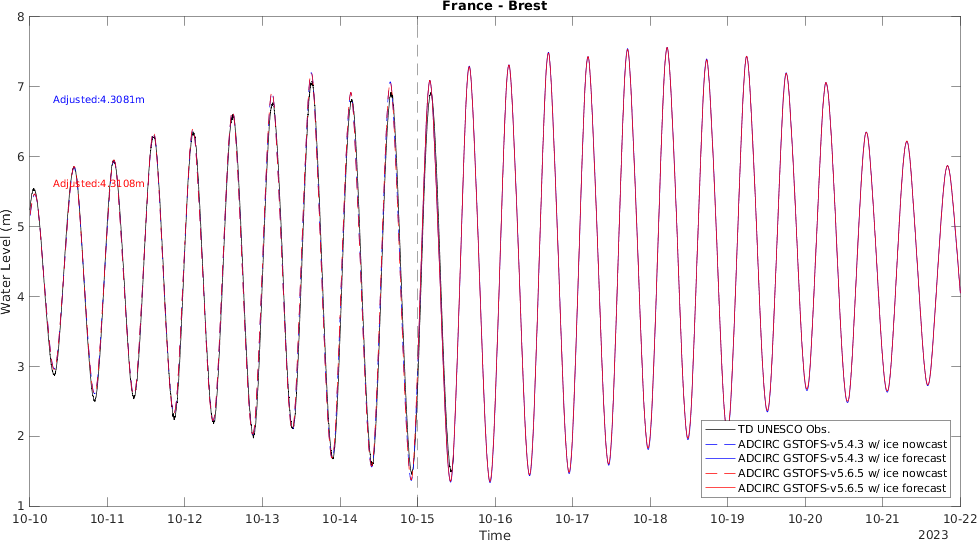 France - Brest
8
7
6
5
4
3
2
1
Water Level (m)
Adjusted:4.3081m
Adjusted:4.3108m
TD UNESCO Obs.
ADCIRC GSTOFS-v5.4.3 w/ ice nowcast
ADCIRC GSTOFS-v5.4.3 w/ ice forecast
ADCIRC GSTOFS-v5.6.5 w/ ice nowcast
ADCIRC GSTOFS-v5.6.5 w/ ice forecast
10-10 10-11 10-12 10-13 10-14 10-15 10-16 10-17 10-18 10-19 10-20 10-21 10-22
Time
2023